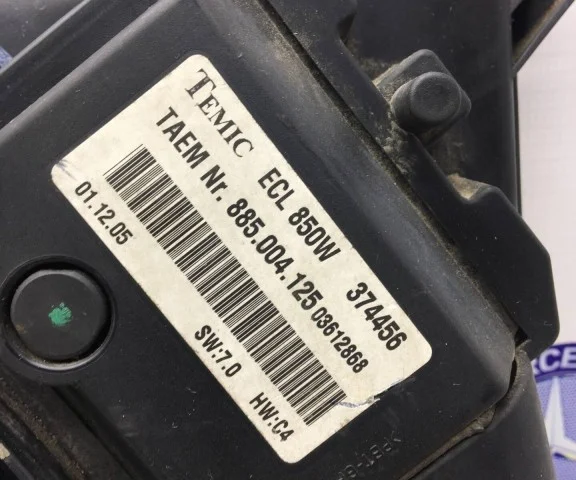 TEMIC ECL 850W 374456
TAEM Nr. 885.004.125 03612868
01.12.05 SW:7.0 HW:C4